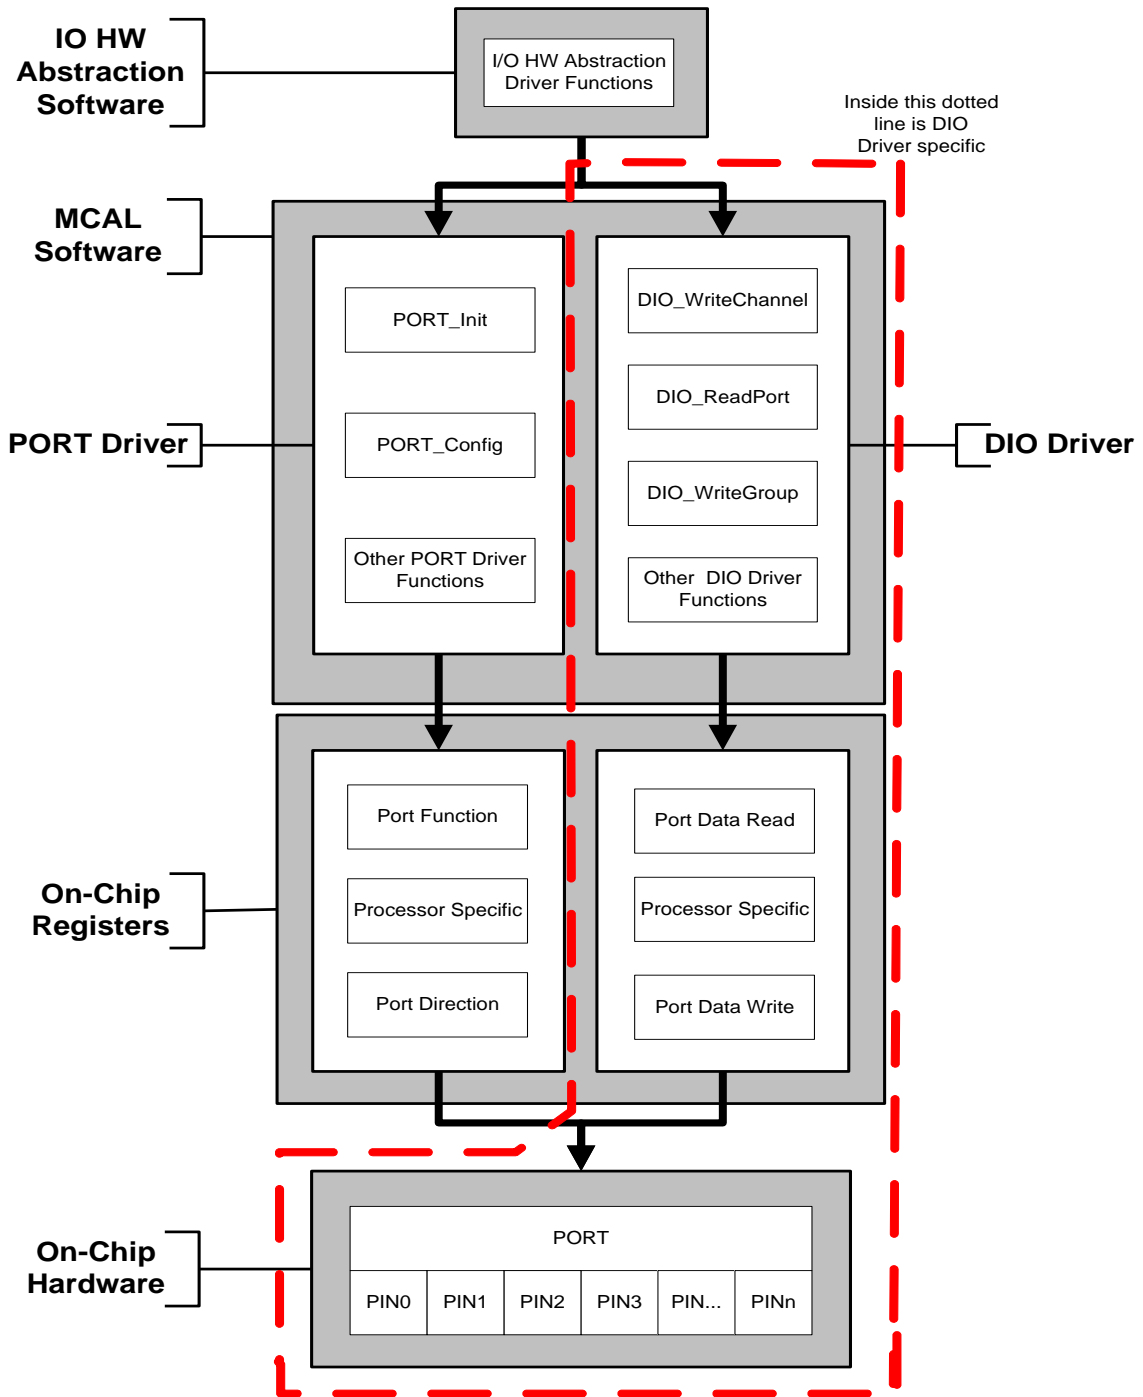 IO HW
Abstraction
Software
I/O HW Abstraction
Driver Functions
Inside this dotted
line is DIO
Driver specific
MCAL
Software
PORT_Init
PORT_Config
Other PORT Driver
Functions
DIO_WriteChannel
DIO_ReadPort
DIO_WriteGroup
Other DIO Driver
Functions
PORT Driver
DIO Driver
On-Chip
Registers
Port Function
Processor Specific
Port Direction
Port Data Read
Processor Specific
Port Data Write
On-Chip
Hardware
PORT
PIN0 PIN1 PIN2 PIN3 PIN... PINn